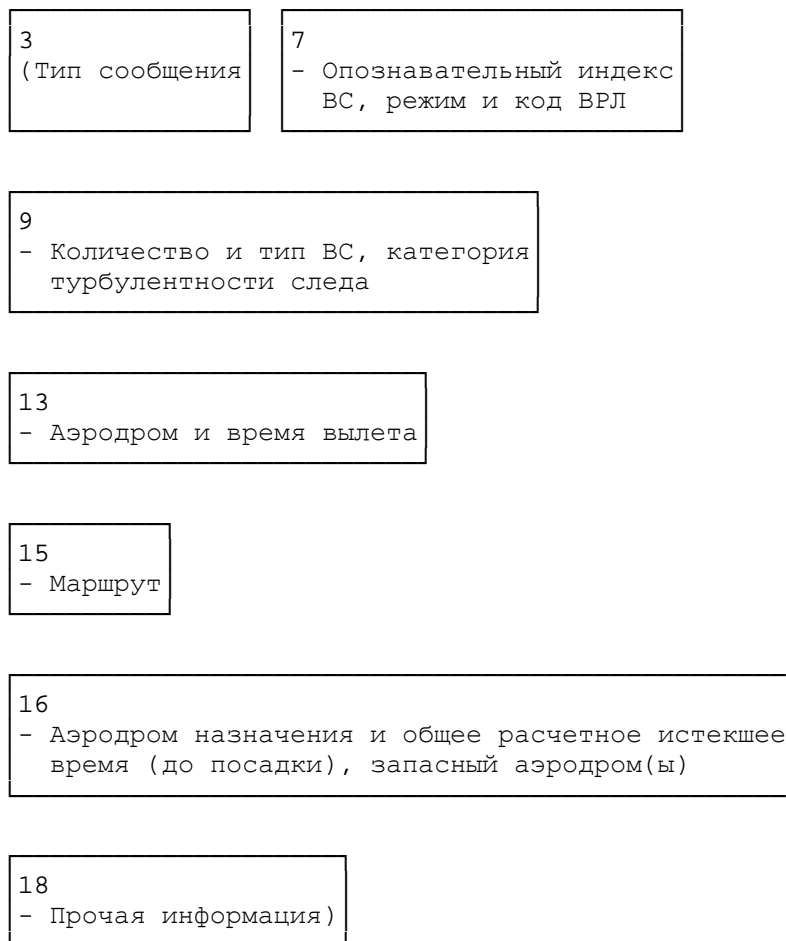 3
(Тип сообщения
7
- Опознавательный индекс
ВС, режим и код ВРЛ
9
- Количество и тип ВС, категория
турбулентности следа
13
- Аэродром и время вылета
15
- Маршрут
16
- Аэродром назначения и общее расчетное истекшее
время (до посадки), запасный аэродром(ы)
18
- Прочая информация)